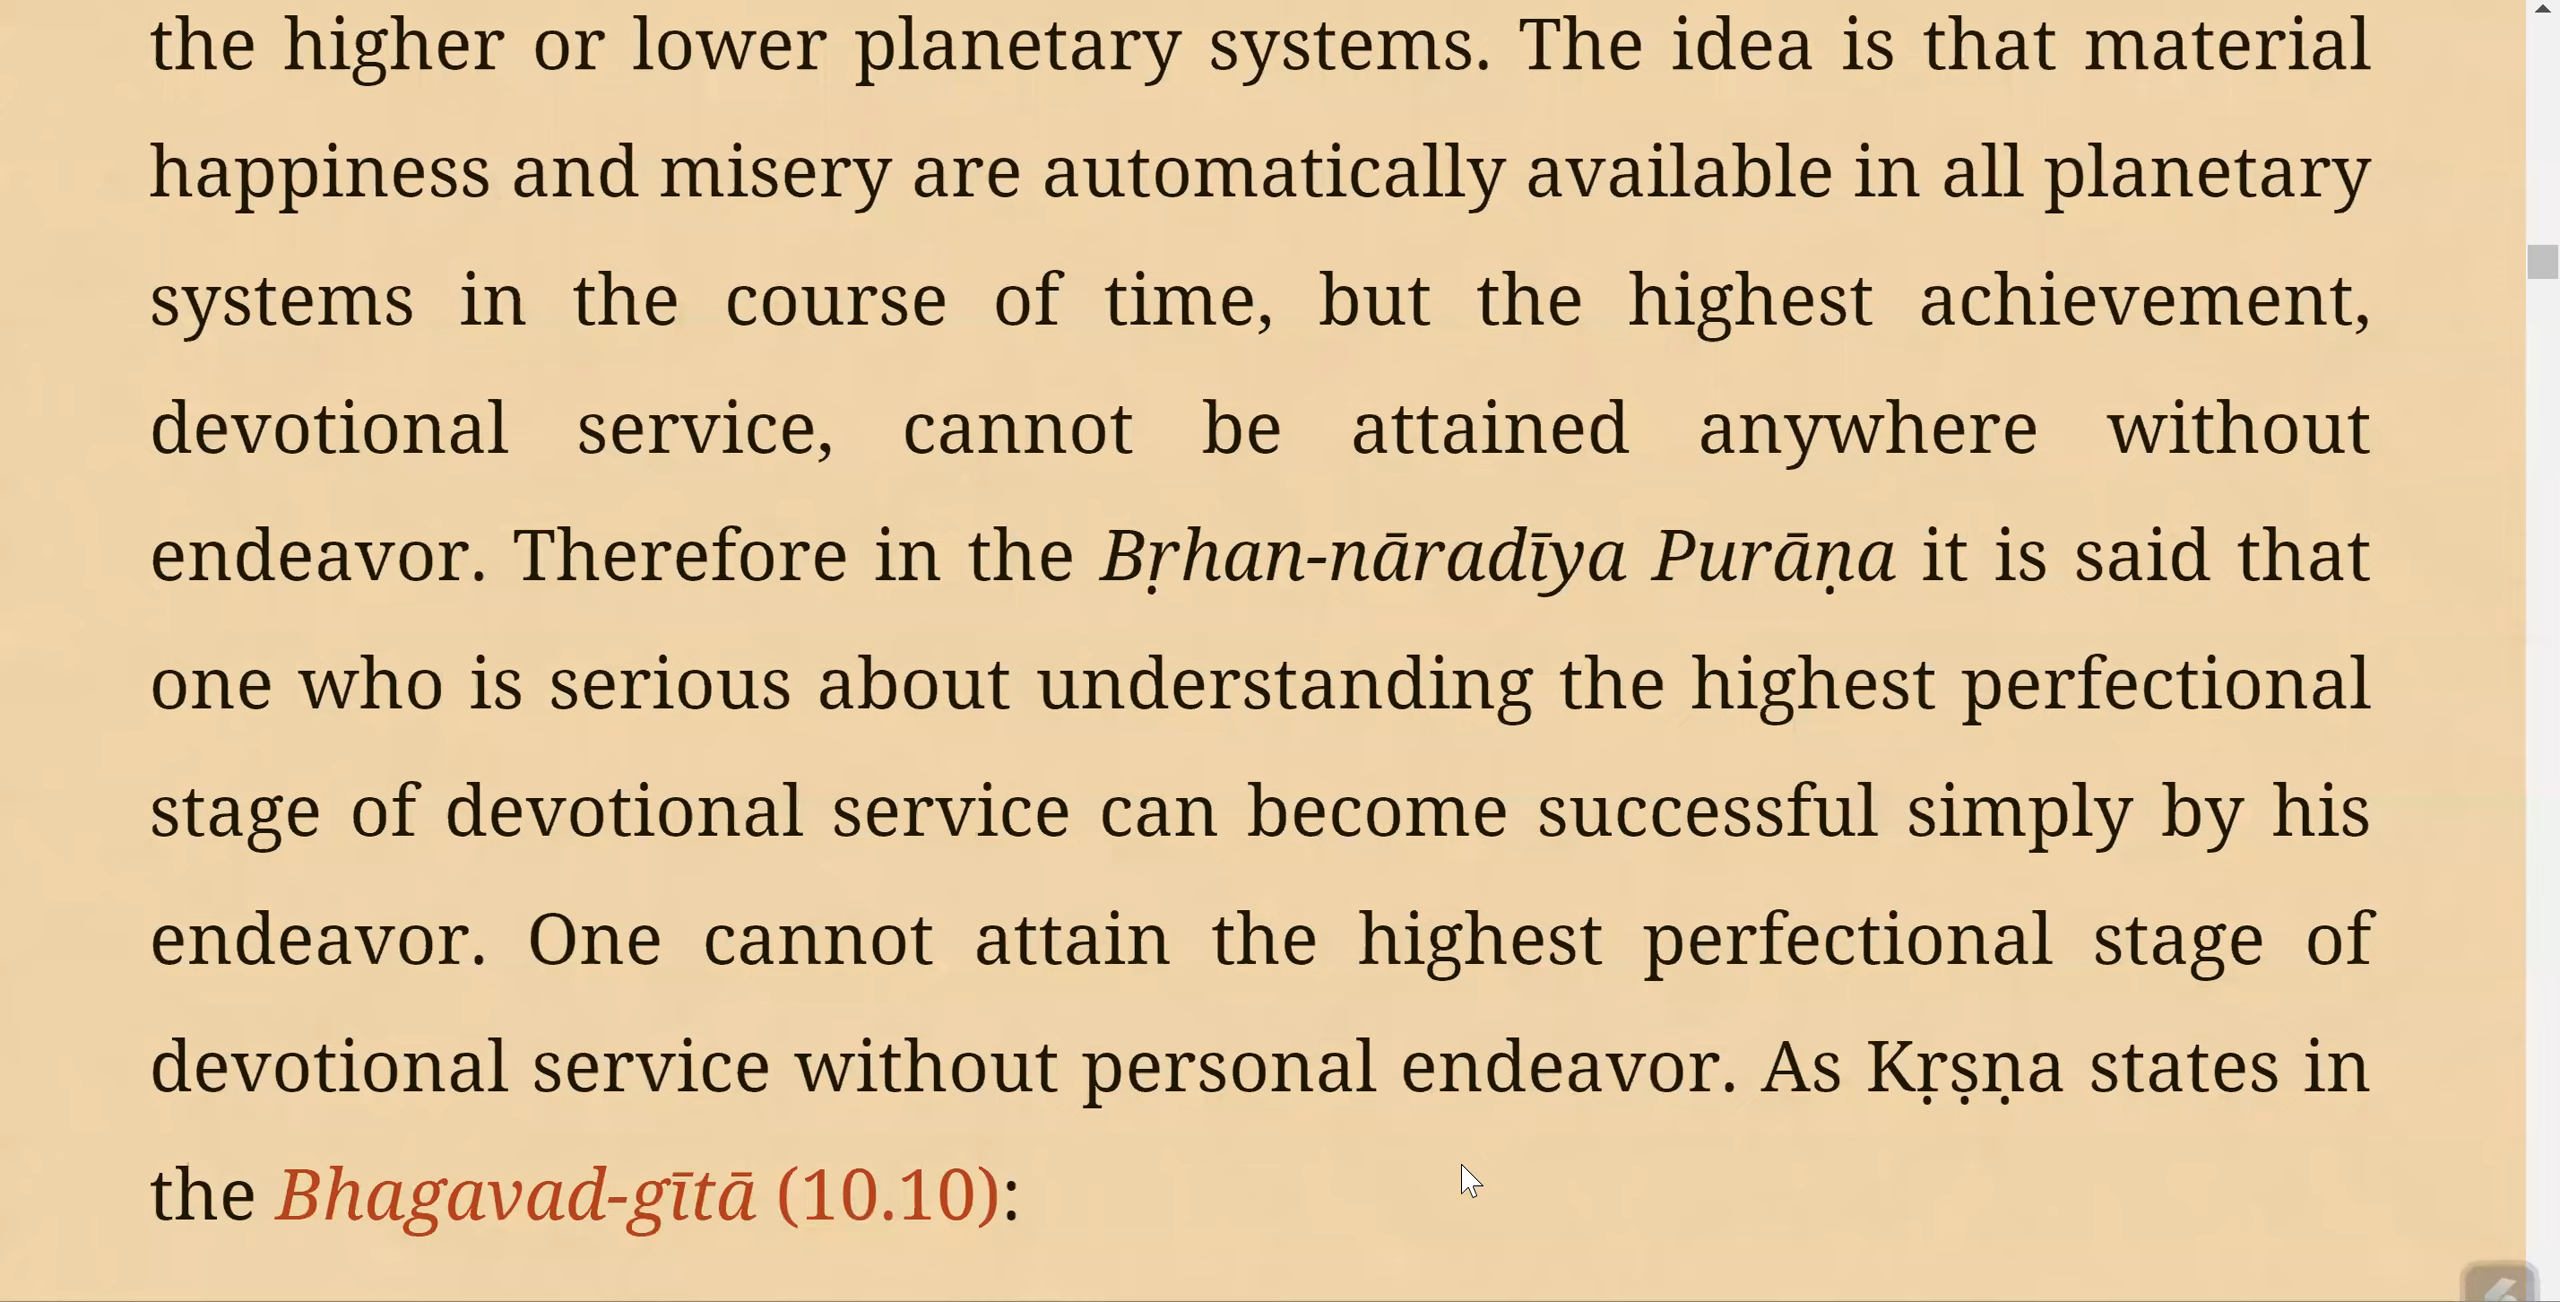 the higher or lower planetary systems. The idea is that material
happiness and misery are automatically available in all planetary
systems in the course of time, but the highest achievement,
devotional service, cannot be attained anywhere without
endeavor. Therefore in the Bṛhan-nāradīya Purāṇa it is said that
one who is serious about understanding the highest perfectional
stage of devotional service can become successful simply by his
endeavor. One cannot attain the highest perfectional stage of
devotional service without personal endeavor. As Kṛṣṇa states in
the Bhagavad-gītā (10.10):